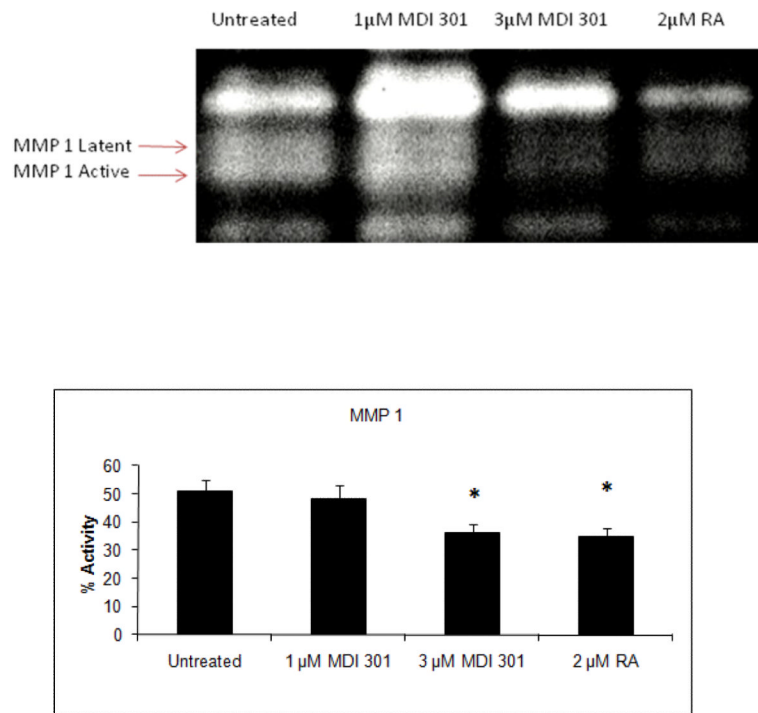 Untreated 1µM MDI 301 3µM MDI 301 2µM RA
MMP 1 Latent
MMP 1 Active
MMP 1
% Activity
60
50
40
30
20
10
0
* *
Untreated 1 µM MDI 301 3 µM MDI 301 2 µM RA